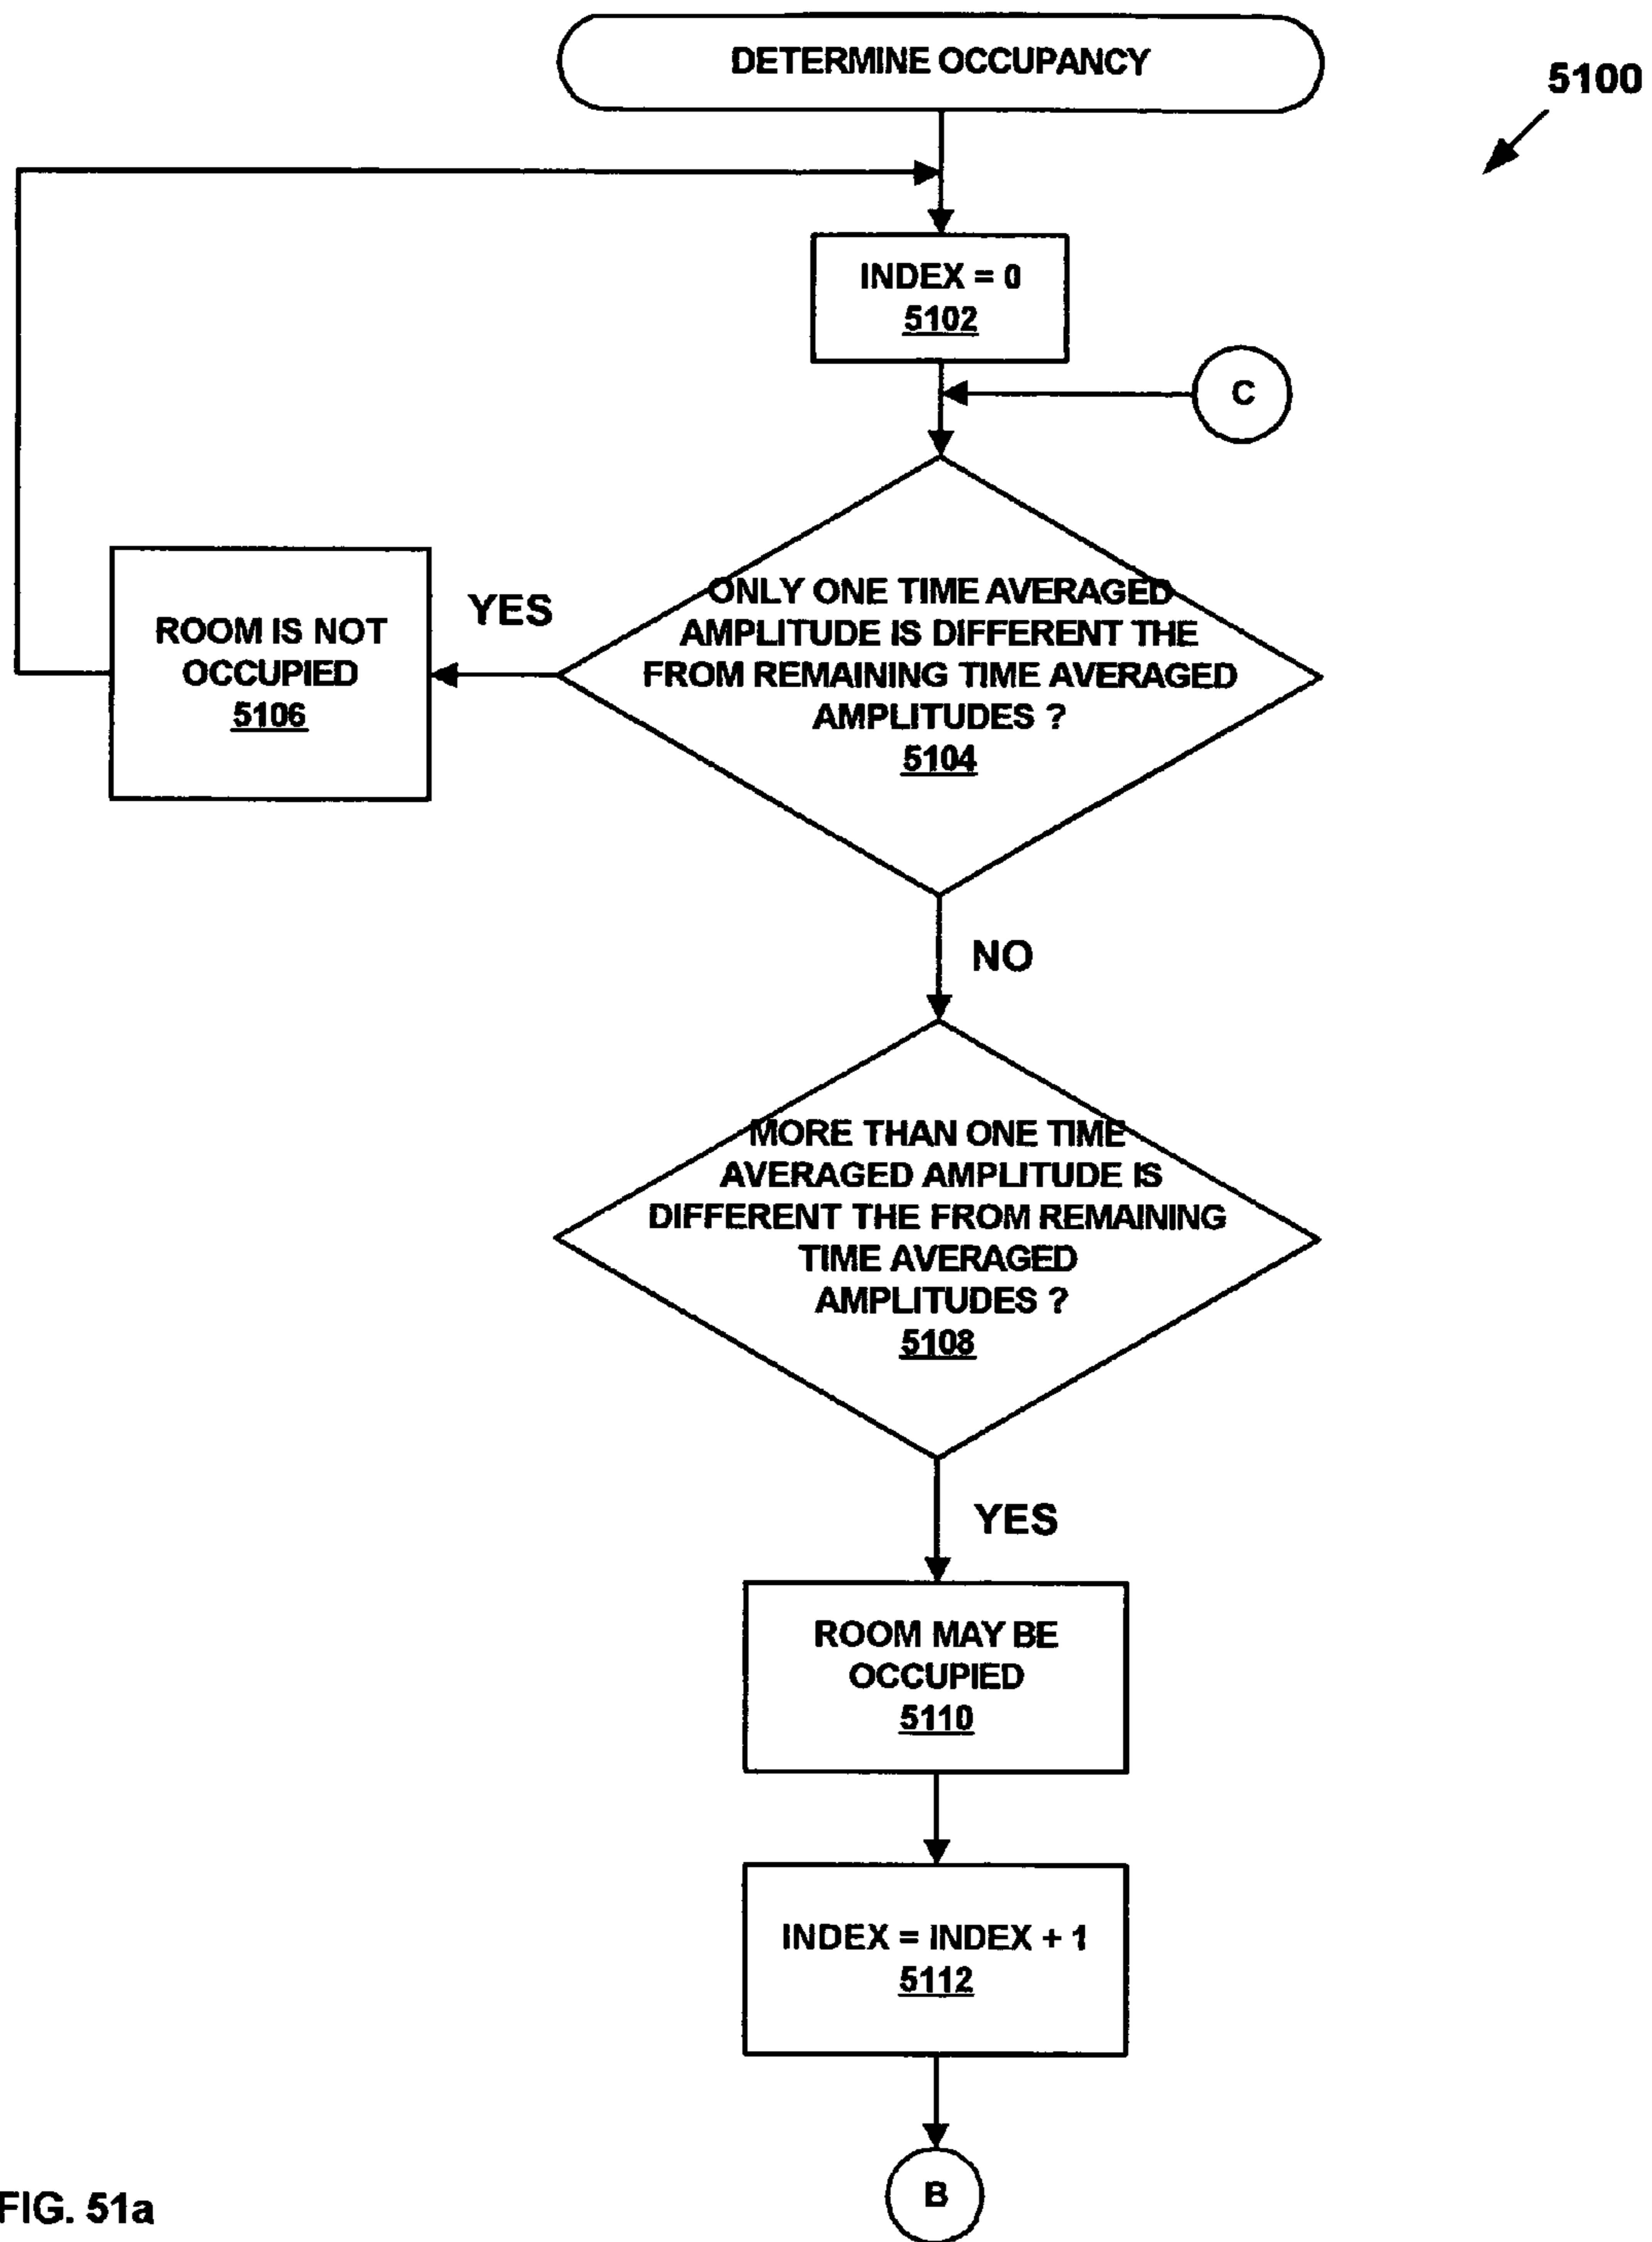 DETERMINE OCCUPANCY
5100
INDEX = 0
5102
C
ONLY ONE TIME AVERAGED
AMPLITUDE IS DIFFERENT THE
FROM REMAINING TIME AVERAGED
AMPLITUDES ?
5104
YES
ROOM IS NOT
OCCUPIED
5106
NO
MORE THAN ONE TIME
AVERAGED AMPLITUDE IS
DIFFERENT THE FROM REMAINING
TIME AVERAGED
AMPLITUDES ?
5108
YES
ROOM MAY BE
OCCUPIED
5110
INDEX = INDEX + 1
5112
B
FIG. 51a